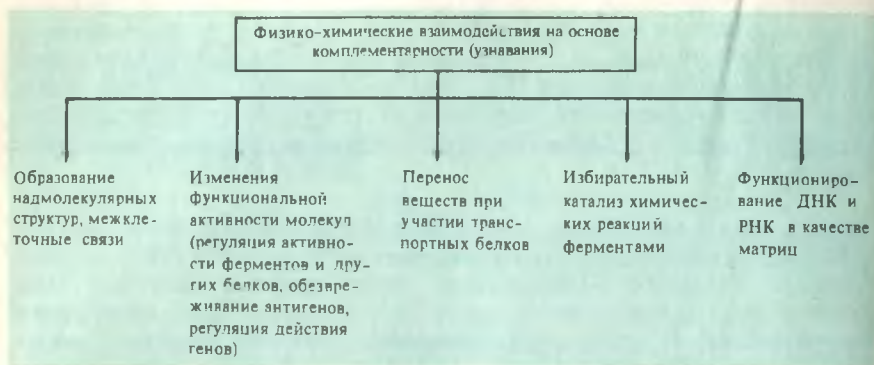 Физико-химические взаимодействия на основе
комплементарности (узнавания)
Образование
надмолекулярных
структур, межкле-
точные связи
Изменения
функциональной
активности молекул
(регуляция активно-
сти ферментов и дру-
гих белков, обезвре-
живание антигенов,
регуляция действия
генов)
Перенос
веществ при
участии транс-
портных белков
Избирательный
катализ химичес-
ких реакций
ферментами
Функциониро-
вание ДНК и
РНК в качестве
матриц